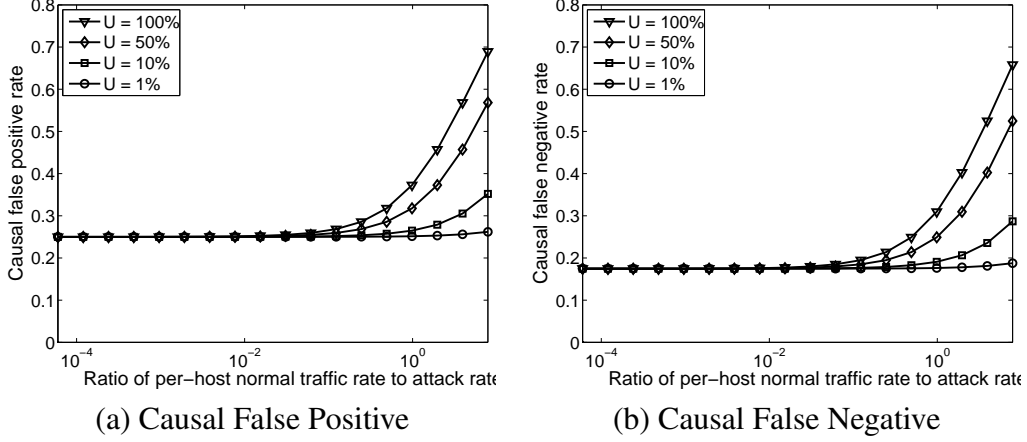 0.8
0.7
0.6
0.5
0.4
0.3
0.2
0.1
0
Causal false positive rate
U = 100%
U = 50%
U = 10%
U = 1%
10−4
10−2
100
Ratio of per−host normal traffic rate to attack rate
(a) Causal False Positive
0.8
0.7
0.6
0.5
0.4
0.3
0.2
0.1
0
Causal false negative rate
U = 100%
U = 50%
U = 10%
U = 1%
10−4
10−2
100
Ratio of per−host normal traffic rate to attack rate
(b) Causal False Negative